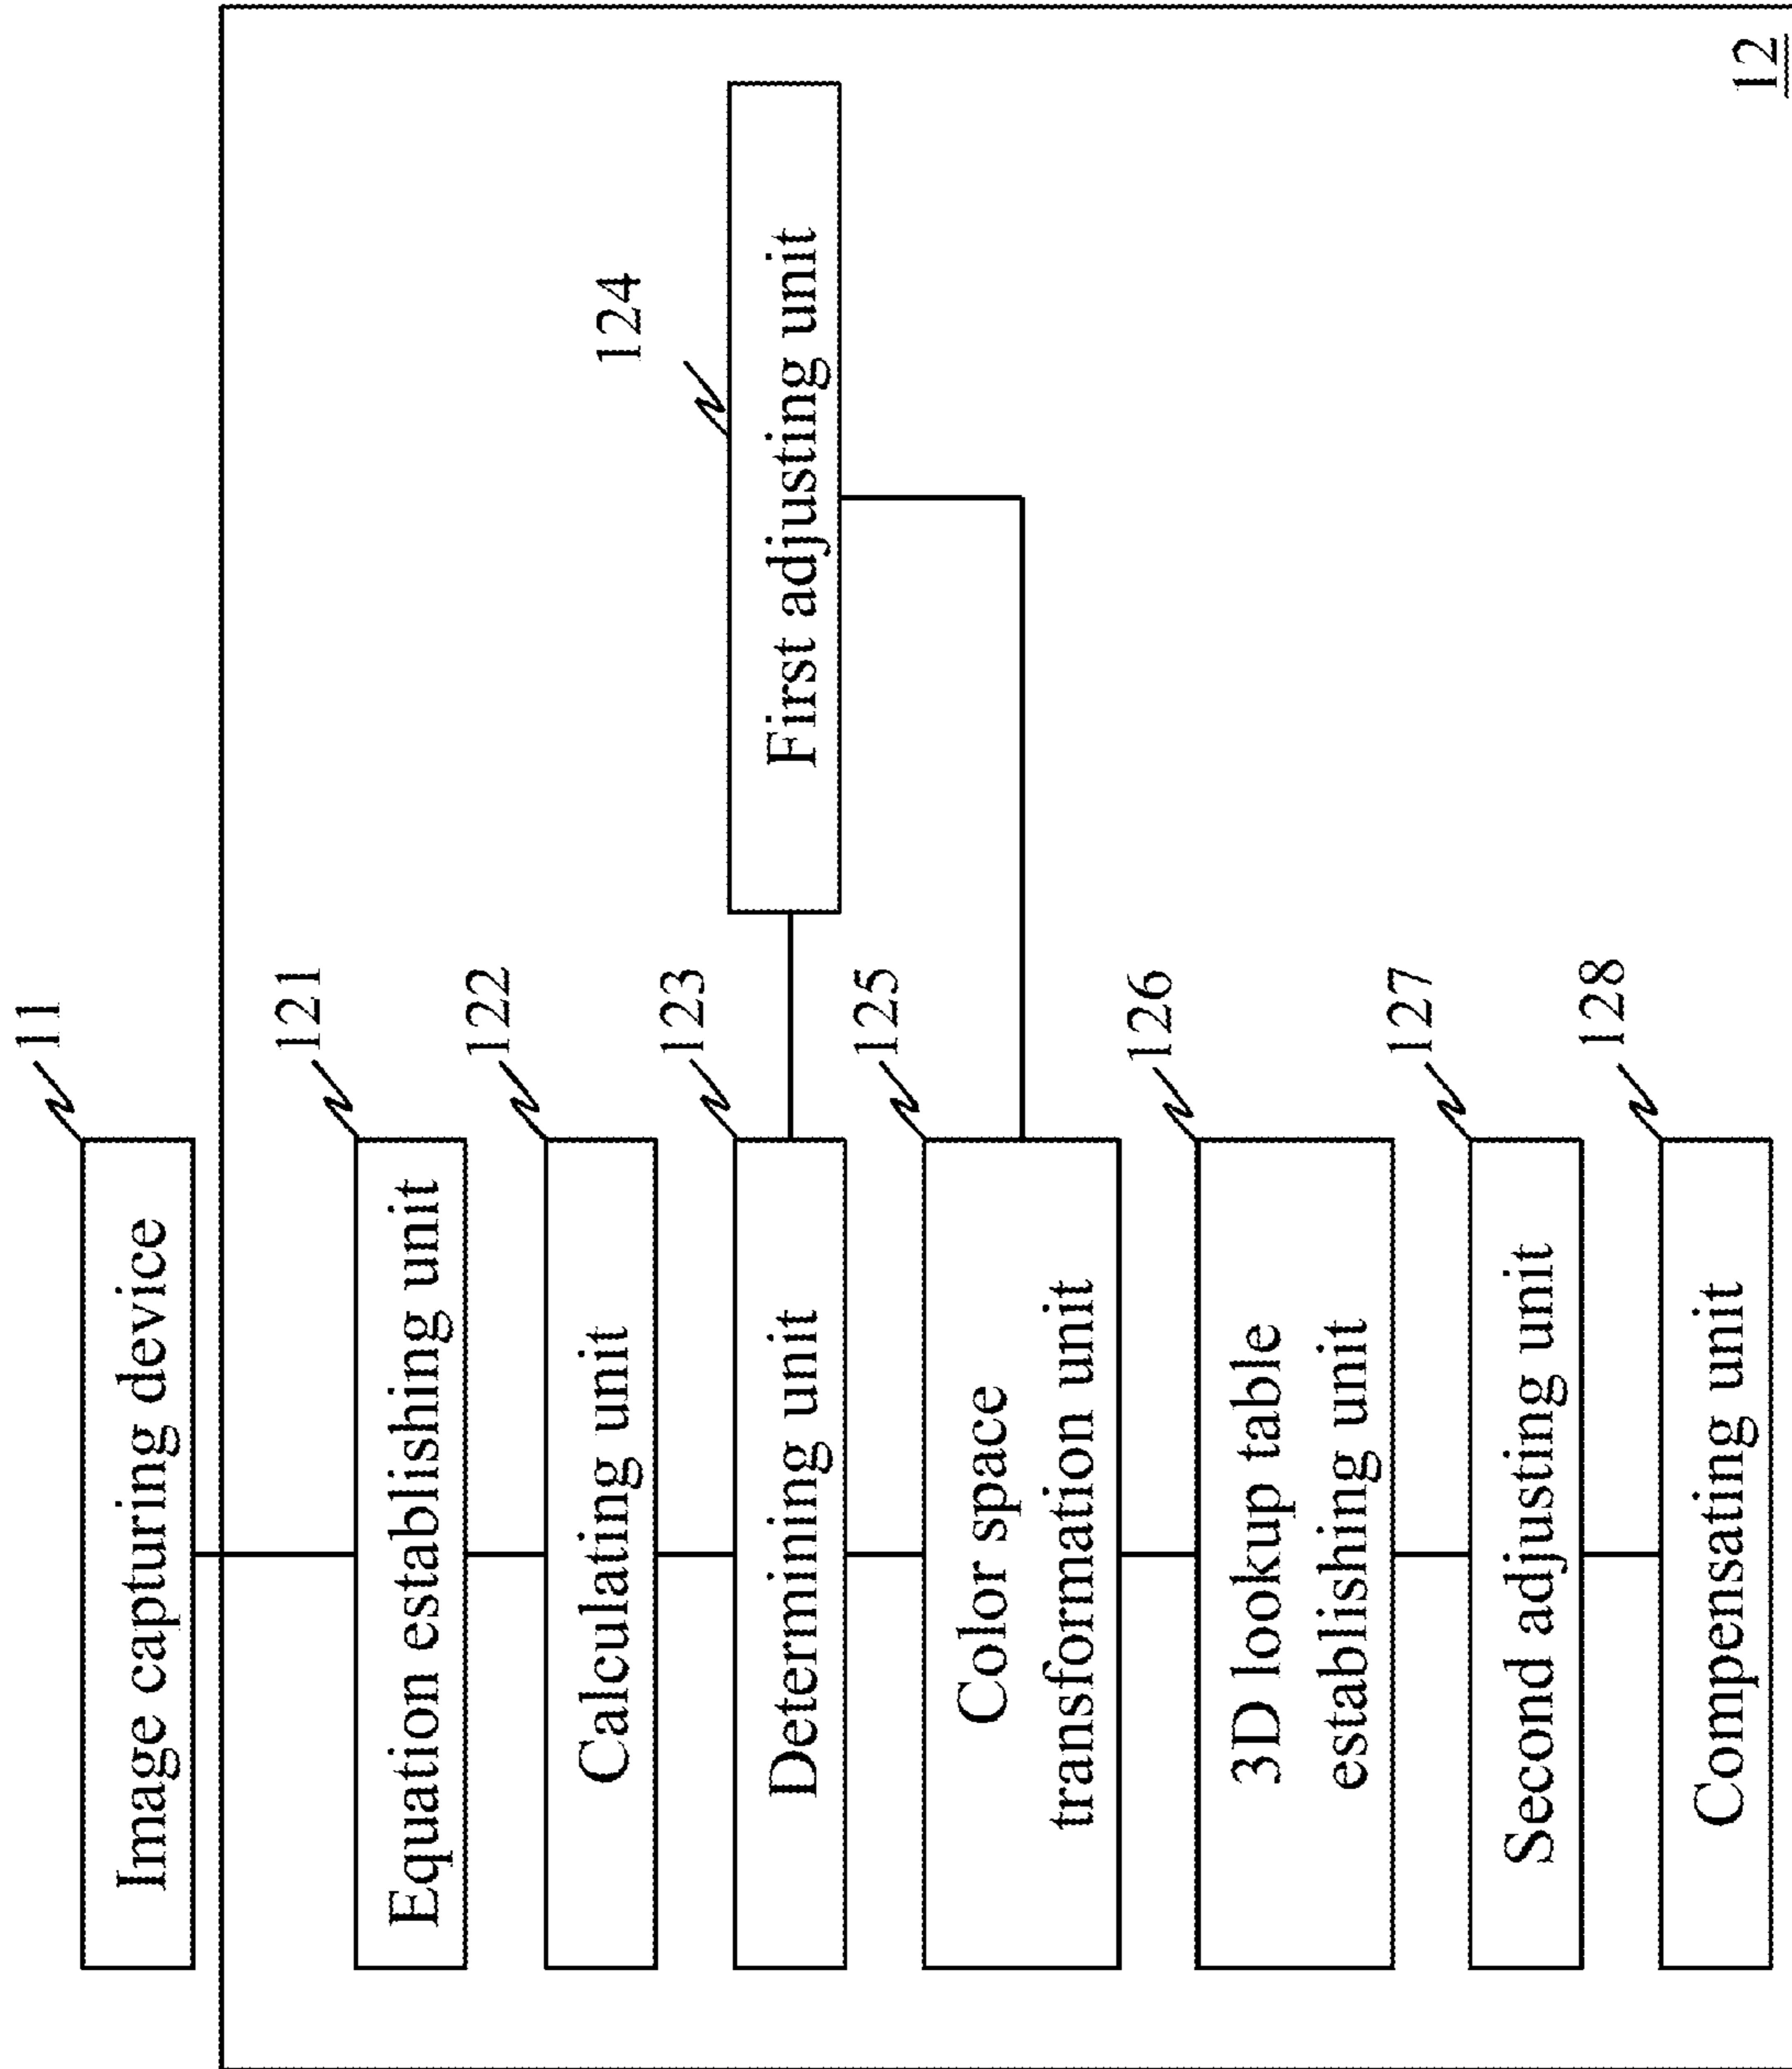 11
Image capturing device
121
Equation establishing unit
122
Calculating unit
123
Determining unit
124
First adjusting unit
125
Color space
transformation unit
126
3D lookup table
establishing unit
127
Second adjusting unit
128
Compensating unit
12